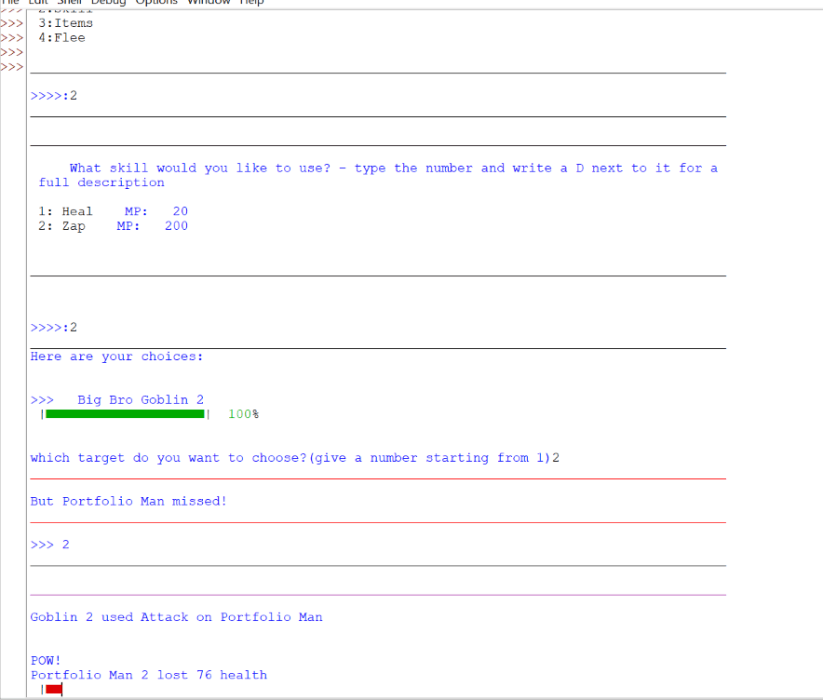 File Edit Shell Debug Options Window Help
>>> 3:Items
>>> 4:Flee
>>>
>>>
>>>>:2
What skill would you like to use? - type the number and write a D next to it for a
full description
1: Heal MP: 20
2: Zap MP: 200
>>>>:2
Here are your choices:
>>> Big Bro Goblin 2
| | 100%
which target do you want to choose?(give a number starting from 1)2
But Portfolio Man missed!
>>> 2
Goblin 2 used Attack on Portfolio Man
POW!
Portfolio Man 2 lost 76 health
|